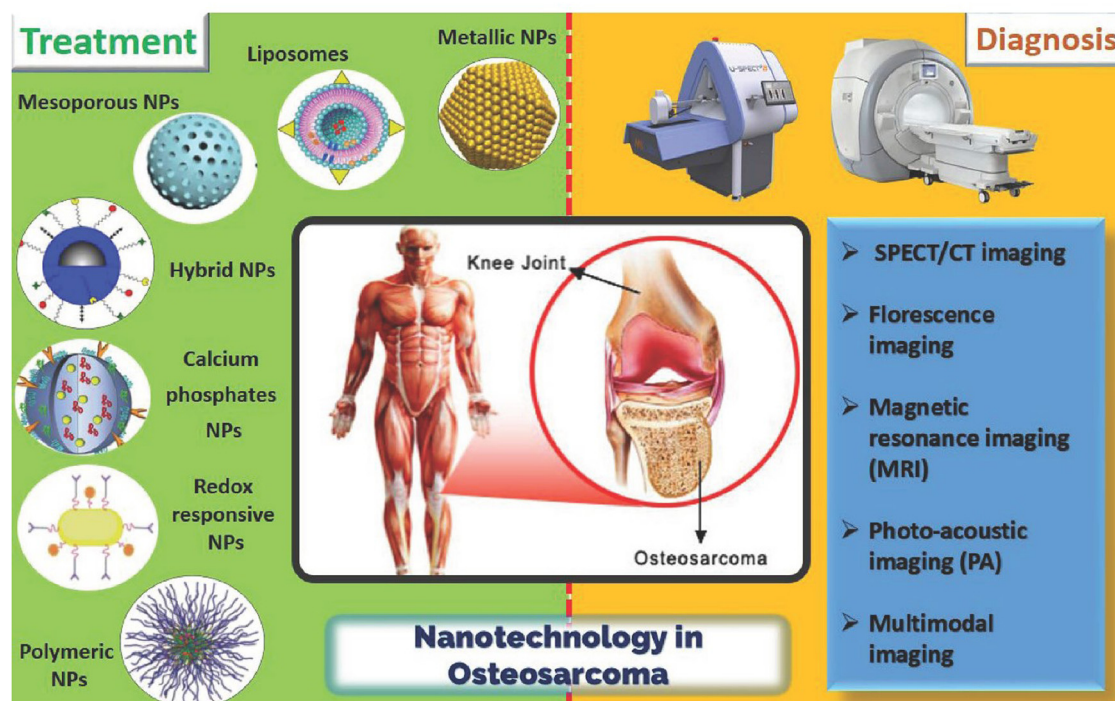 Treatment
Diagnosis
Metallic NPs
Liposomes
Mesoporous NPs
Hybrid NPs
Calcium
phosphates
NPs
Redox
responsive
NPs
Polymeric
NPs
Knee Joint
Osteosarcoma
U-SPECT
➢ SPECT/CT imaging
➢ Florescence
imaging
➢ Magnetic
resonance imaging
(MRI)
➢ Photo-acoustic
imaging (PA)
➢ Multimodal
imaging
Nanotechnology in
Osteosarcoma